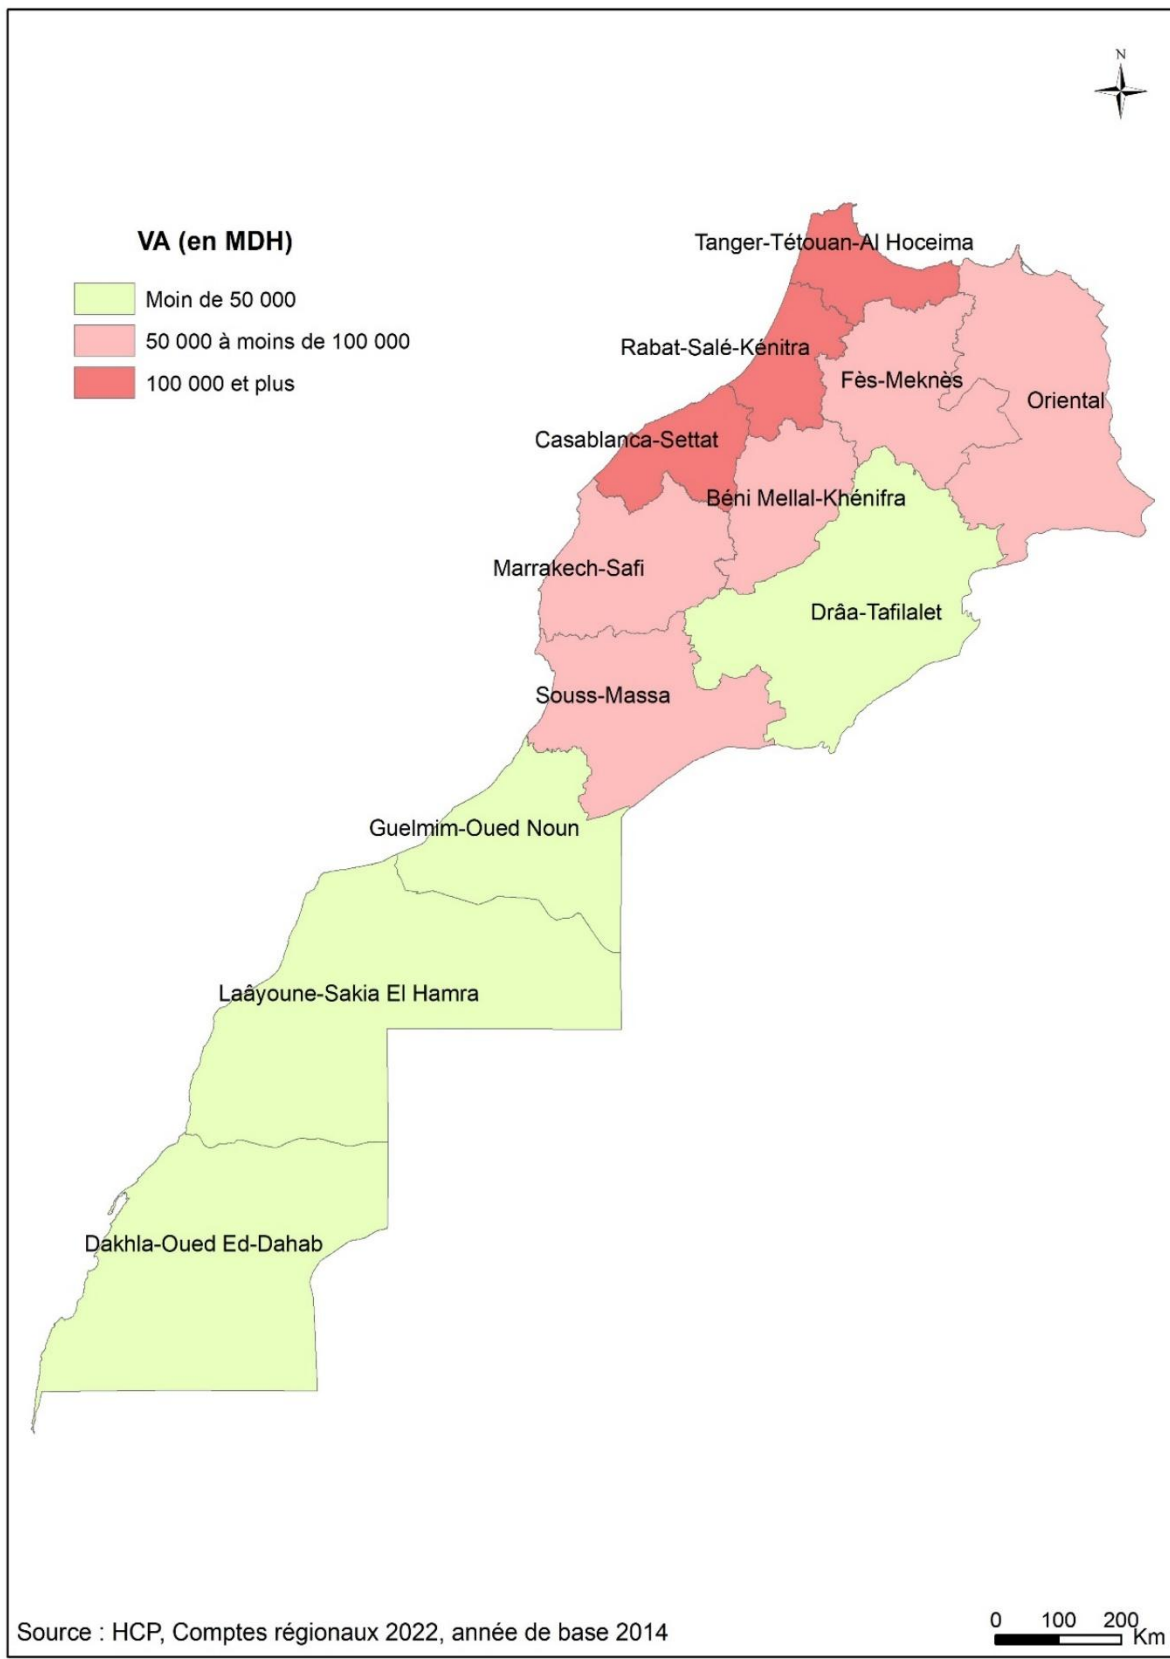 N
VA (en MDH)
Moin de 50 000
50 000 à moins de 100 000
100 000 et plus
Tanger-Tétouan-Al Hoceima
Rabat-Salé-Kénitra
Fès-Meknès
Oriental
Casablanca-Settat
Béni Mellal-Khénifra
Marrakech-Safi
Drâa-Tafilalet
Souss-Massa
Guelmim-Oued Noun
Laâyoune-Sakia El Hamra
Dakhla-Oued Ed-Dahab
Source : HCP, Comptes régionaux 2022, année de base 2014
0 100 200
Km